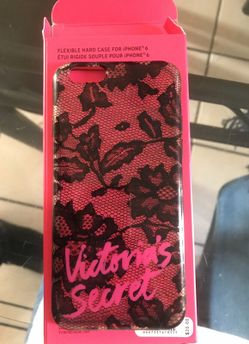 FLEXIBLE HARD CASE FOR iPHONE® 6
ÉTUI RIGIDE SOUPLE POUR iPHONE® 6
Victoria's
Secret